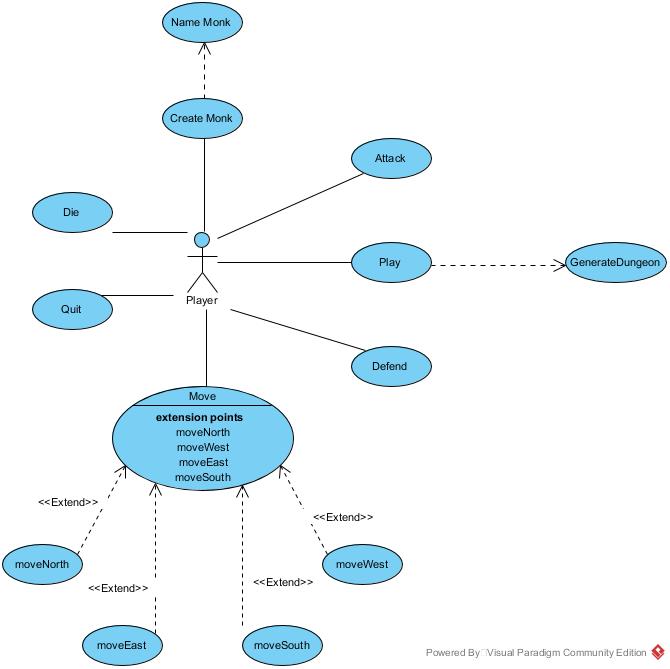 Name Monk
Create Monk
Attack
Die
Play
GenerateDungeon
Quit
Player
Defend
Move
extension points
moveNorth
moveWest
moveEast
moveSouth
<<Extend>>
<<Extend>>
moveNorth
moveWest
<<Extend>>
<<Extend>>
moveEast
moveSouth
Powered By Visual Paradigm Community Edition